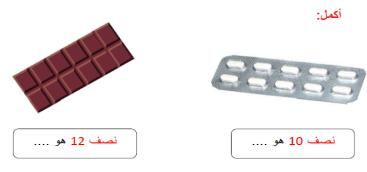 أكمل:
نصف 10 هو ....
نصف 12 هو ....